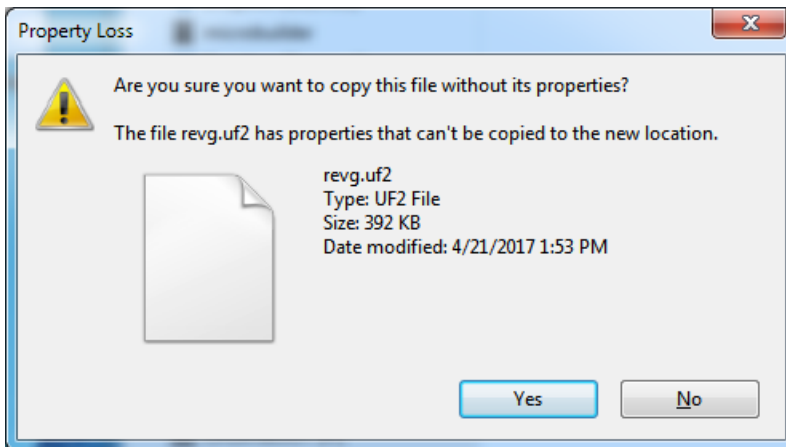 Property Loss
Are you sure you want to copy this file without its properties?
The file revg.uf2 has properties that can't be copied to the new location.
revg.uf2
Type: UF2 File
Size: 392 KB
Date modified: 4/21/2017 1:53 PM
Yes
No